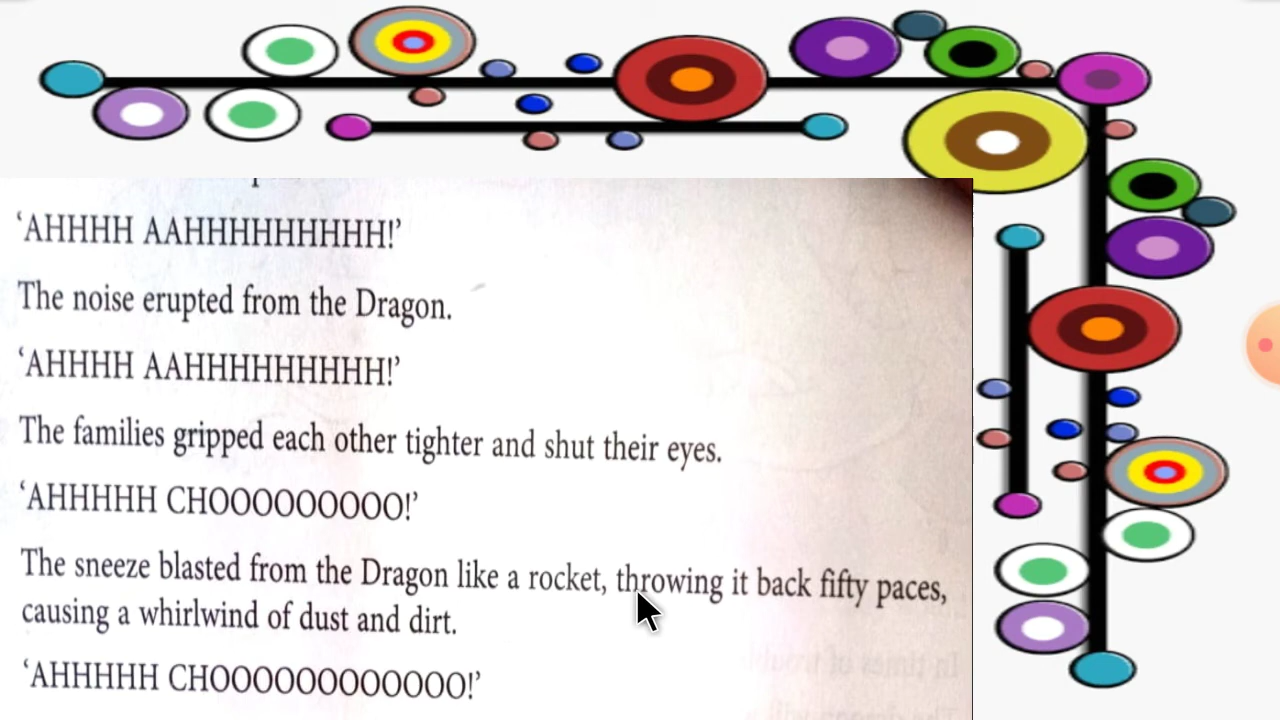 ‘AHHHH AAHHHHHHHHH!’
The noise erupted from the Dragon.
‘AHHHH AAHHHHHHHHH!’
The families gripped each other tighter and shut their eyes.
‘AHHHHH CHOOOOOOOOO!’
The sneeze blasted from the Dragon like a rocket, throwing it back fifty paces,
causing a whirlwind of dust and dirt.
‘AHHHHH CHOOOOOOOOOOOO!’